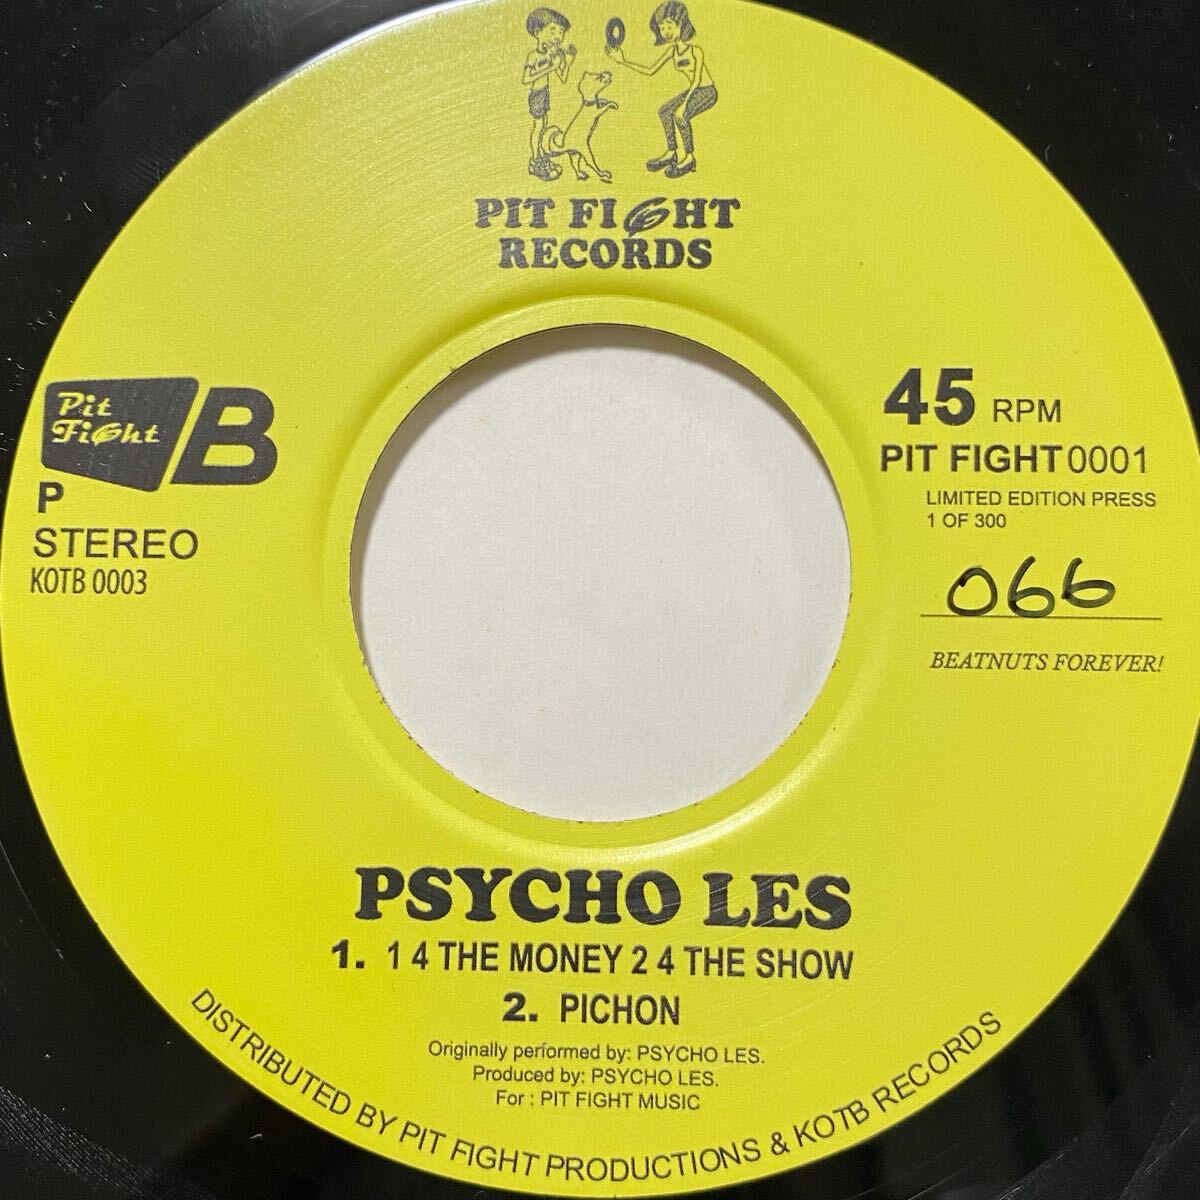 PIT FIGHT
RECORDS
Pit
Fight
B
P
STEREO
KOTB 0003
45 RPM
PIT FIGHT0001
LIMITED EDITION PRESS
1 OF 300
066
BEATNUTS FOREVER!
PSYCHO LES
1. 1 4 THE MONEY 2 4 THE SHOW
2. PICHON
Originally performed by: PSYCHO LES.
Produced by: PSYCHO LES.
For : PIT FIGHT MUSIC
DISTRIBUTED BY PIT FIGHT PRODUCTIONS & KOTB RECORDS